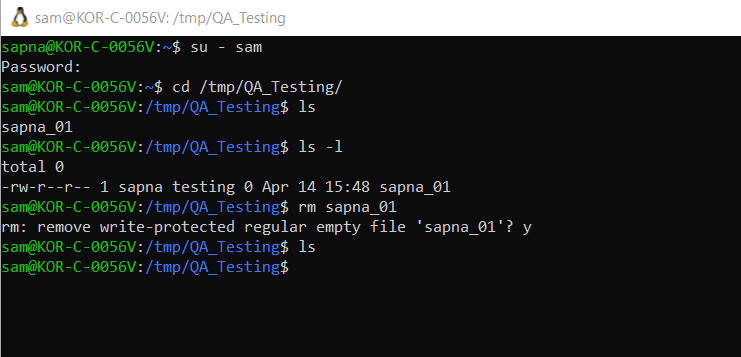 sam@KOR-C-0056V: /tmp/QA_Testing
sapna@KOR-C-0056V:~$ su - sam
Password:
sam@KOR-C-0056V:~$ cd /tmp/QA_Testing/
sam@KOR-C-0056V:/tmp/QA_Testing$ ls
sapna_01
sam@KOR-C-0056V:/tmp/QA_Testing$ ls -l
total 0
-rw-r--r-- 1 sapna testing 0 Apr 14 15:48 sapna_01
sam@KOR-C-0056V:/tmp/QA_Testing$ rm sapna_01
rm: remove write-protected regular empty file 'sapna_01'? y
sam@KOR-C-0056V:/tmp/QA_Testing$ ls
sam@KOR-C-0056V:/tmp/QA_Testing$